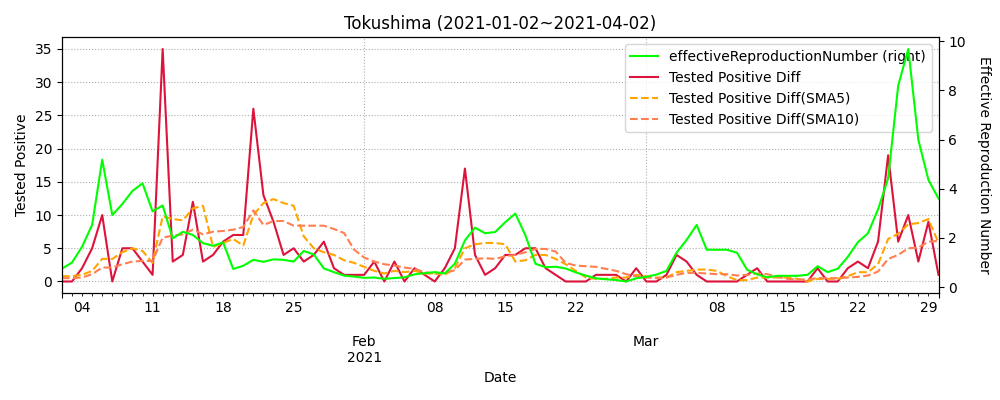 Tokushima (2021-01-02~2021-04-02)
effectiveReproductionNumber (right)
Tested Positive Diff
Tested Positive Diff(SMA5)
Tested Positive Diff(SMA10)
Tested Positive
35
30
25
20
15
10
5
0
Effective Reproduction Number
10
8
6
4
2
0
04 11 18 25 08 15 22 08 15 22 29
Feb Mar
2021
Date